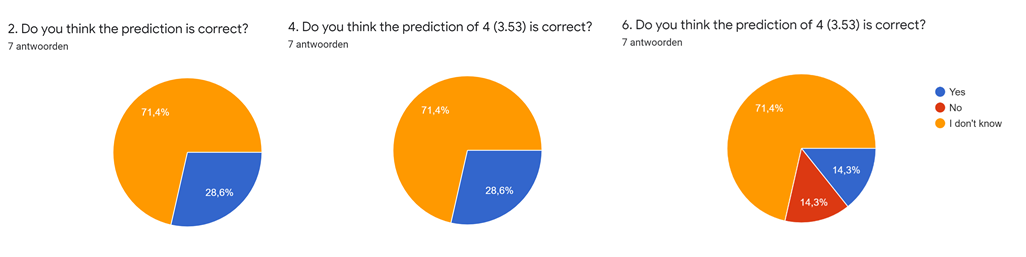 2. Do you think the prediction is correct?
7 antwoorden
71,4%
28,6%
4. Do you think the prediction of 4 (3.53) is correct?
7 antwoorden
71,4%
28,6%
6. Do you think the prediction of 4 (3.53) is correct?
7 antwoorden
71,4%
14,3%
14,3%
Yes
No
I don't know